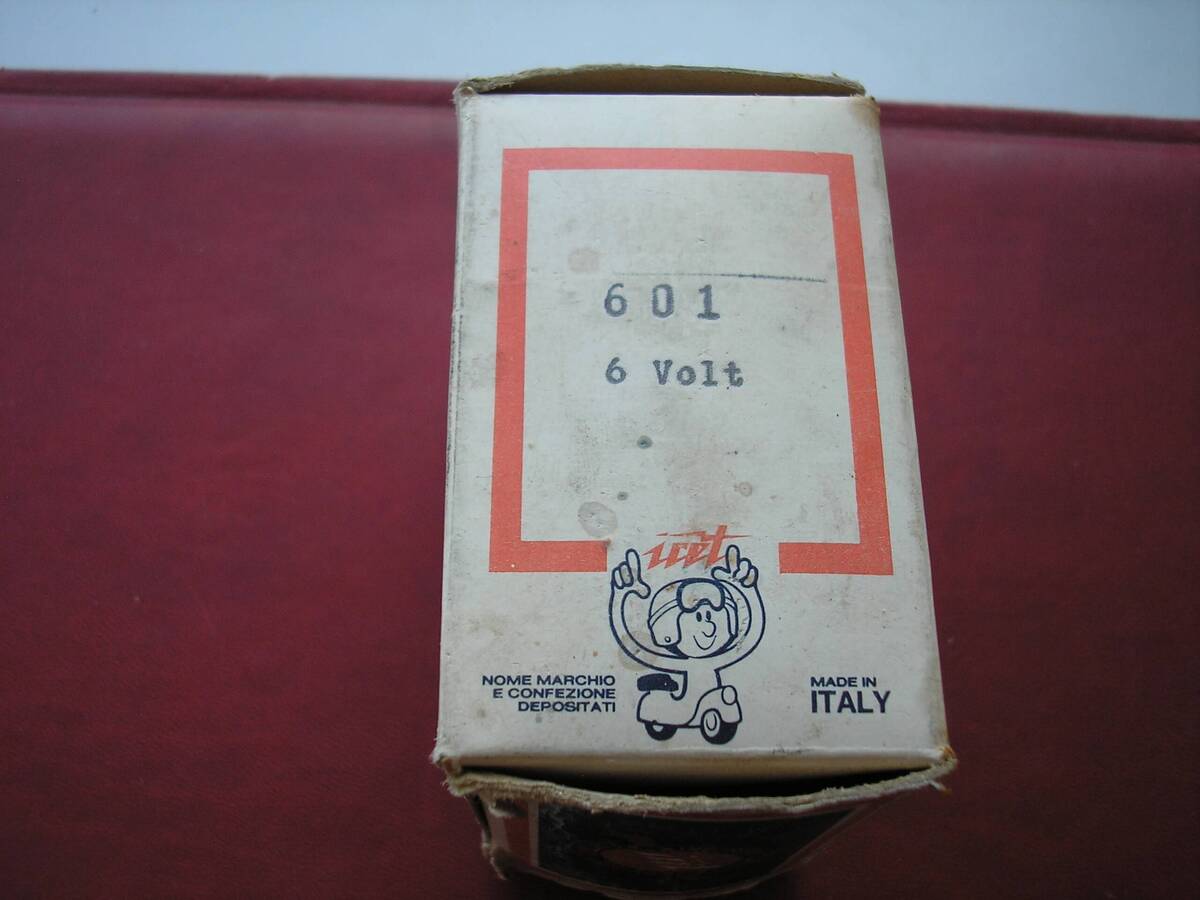 601
6 Volt
icet
NOME MARCHIO
E CONFEZIONE
DEPOSITATI
MADE IN
ITALY